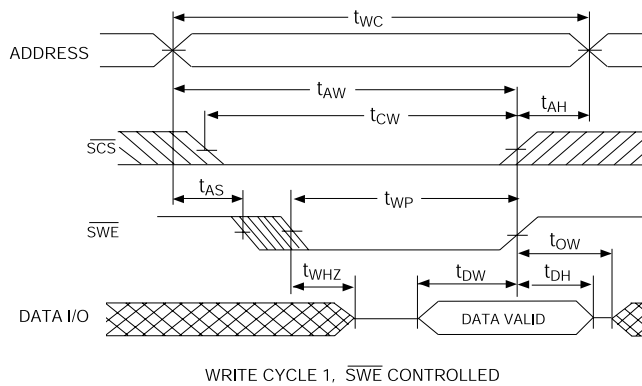 tWC
ADDRESS
tAW
tAH
tCW
SCS
tAS
tWP
SWE
tOW
tWHZ
tDW
tDH
DATA I/O
DATA VALID
WRITE CYCLE 1, SWE CONTROLLED